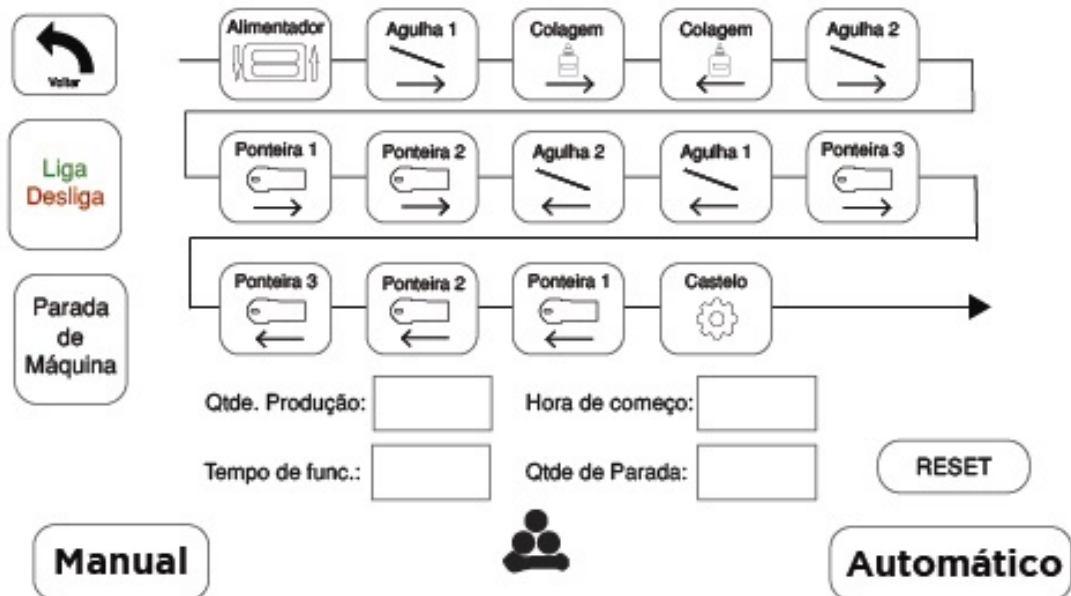 Voltar
Alimentador
Agulha 1
Colagem
Colagem
Agulha 2
Liga
Desliga
Ponteira 1
Ponteira 2
Agulha 2
Agulha 1
Ponteira 3
Parada
de
Máquina
Ponteira 3
Ponteira 2
Ponteira 1
Castelo
Qtde. Produção:
Hora de começo:
Tempo de func.:
Qtde de Parada:
RESET
Manual
Automático